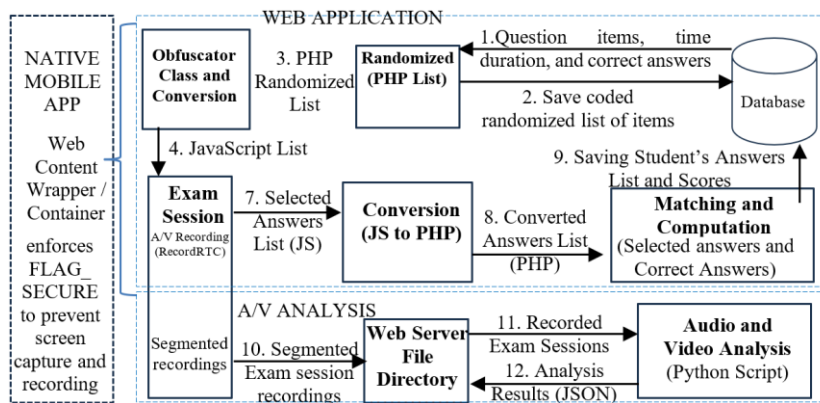 WEB APPLICATION
NATIVE
MOBILE
APP
Web
Content
Wrapper /
Container
enforces
FLAG_
SECURE
to prevent
screen
capture and
recording
Obfuscator
Class and
Conversion
3. PHP
Randomized
List
Randomized
(PHP List)
1.Question items, time
duration, and correct answers
2. Save coded
randomized list of items
Database
4. JavaScript List
9. Saving Student's Answers
List and Scores
Exam
Session
A/V Recording
(RecordRTC)
7. Selected
Answers
List (JS)
Conversion
(JS to PHP)
8. Converted
Answers List
(PHP)
Matching and
Computation
(Selected answers and
Correct Answers)
A/V ANALYSIS
Segmented
recordings
10. Segmented
Exam session
recordings
Web Server
File
Directory
11. Recorded
Exam Sessions
12. Analysis
Results (JSON)
Audio and
Video Analysis
(Python Script)